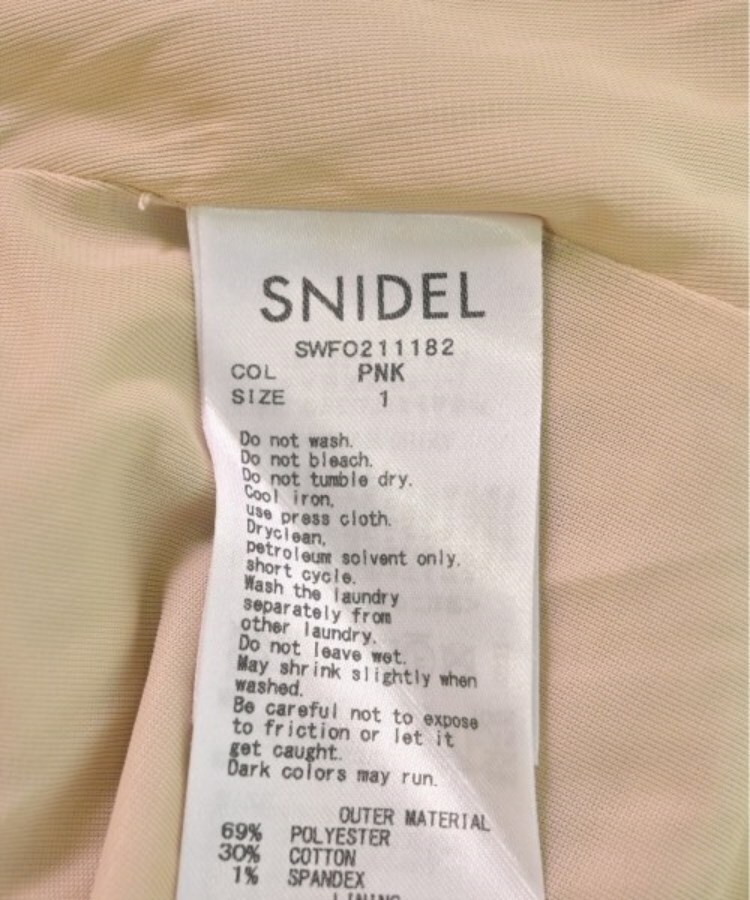 SNIDEL
SWFO211182
COL PNK
SIZE 1
Do not wash.
Do not bleach.
Do not tumble dry.
Cool iron,
use press cloth.
Dryclean,
petroleum solvent only.
short cycle.
Wash the laundry
separately from
other laundry.
Do not leave wet.
May shrink slightly when
washed.
Be careful not to expose
to friction or let it
get caught.
Dark colors may run.
OUTER MATERIAL
69% POLYESTER
30% COTTON
1% SPANDEX
LINING